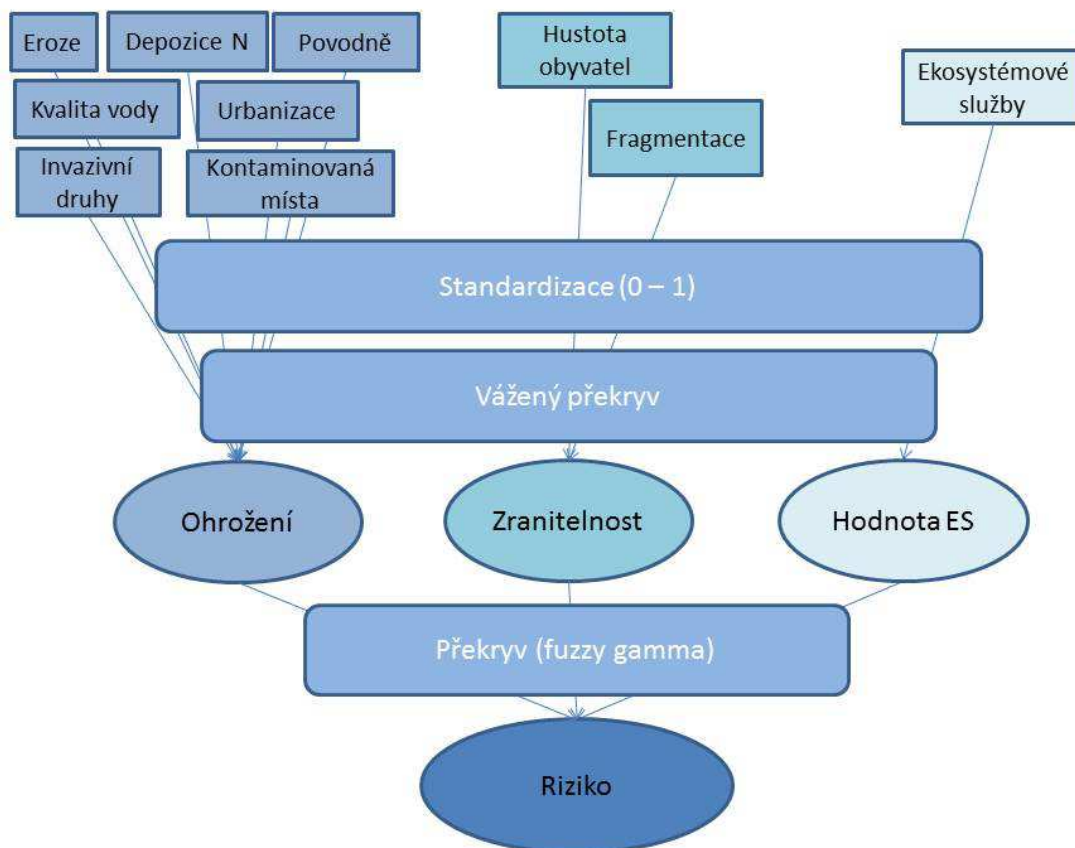 Eroze
Depozice N
Povodně
Hustota
obyvatel
Ekosystémové
služby
Kvalita vody
Urbanizace
Fragmentace
Invazivní
druhy
Kontaminovaná
místa
Standardizace (0 – 1)
Vážený překryv
Ohrožení
Zranitelnost
Hodnota ES
Překryv (fuzzy gamma)
Riziko